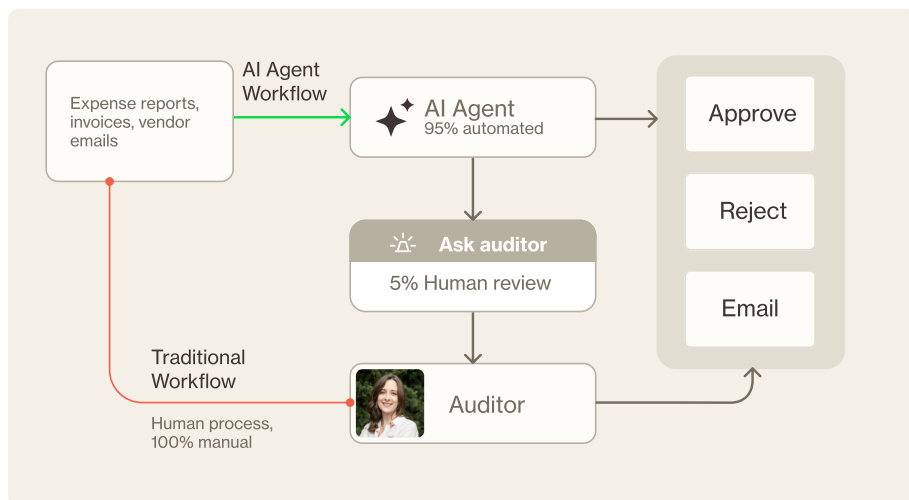 Expense reports,
invoices, vendor
emails
AI Agent
Workflow
AI Agent
95% automated
Ask auditor
5% Human review
Traditional
Workflow
Human process,
100% manual
Auditor
Approve
Reject
Email